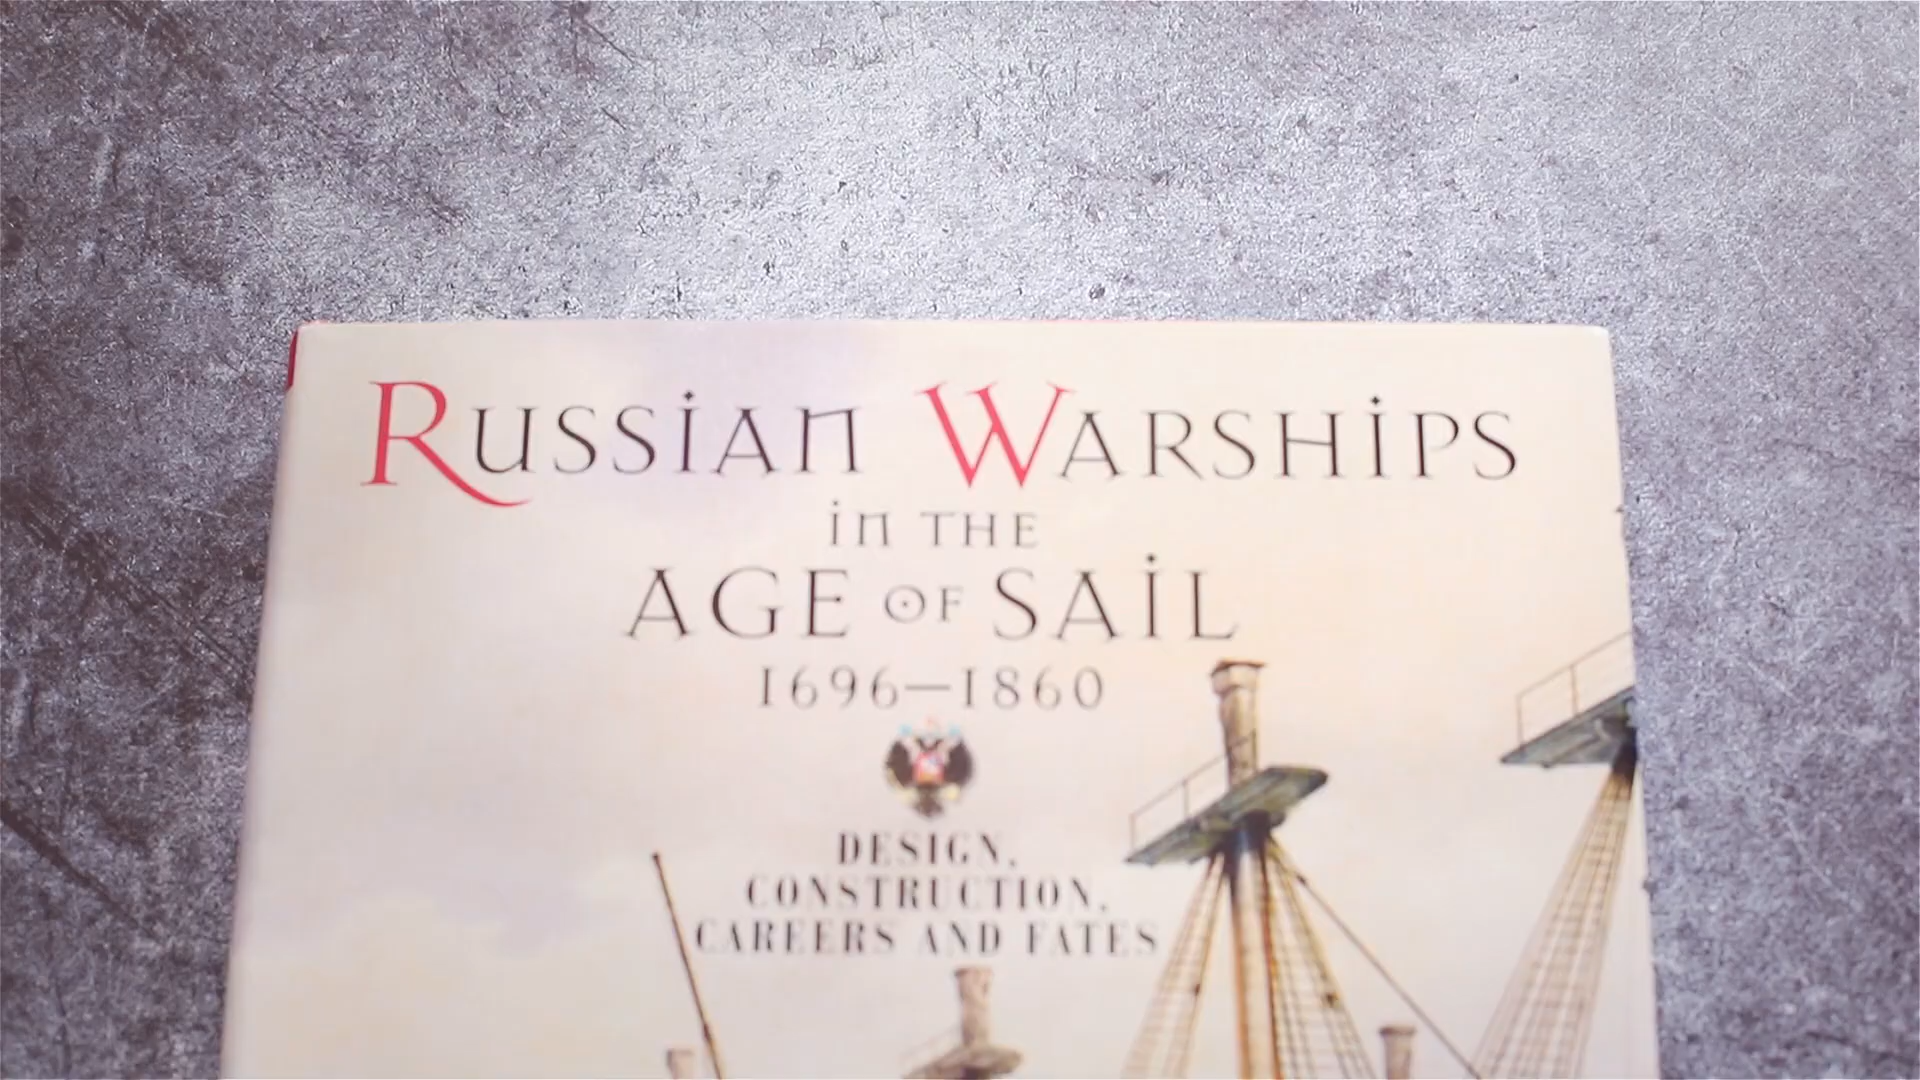 RUSSIAN WARSHIPS
in THE
AGE OF SAIL
1696–1860
DESIGN,
CONSTRUCTION,
CAREERS AND FATES